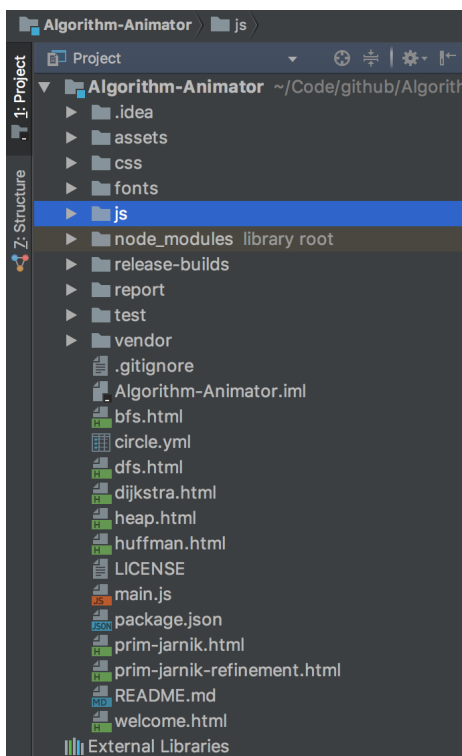 Algorithm-Animator js
Project
1: Project
Z: Structure
Algorithm-Animator ~/Code/github/Algorith
.idea
assets
css
fonts
js
node_modules library root
release-builds
report
test
vendor
.gitignore
Algorithm-Animator.iml
bfs.html
circle.yml
dfs.html
dijkstra.html
heap.html
huffman.html
LICENSE
main.js
package.json
prim-jarnik.html
prim-jarnik-refinement.html
README.md
welcome.html
External Libraries